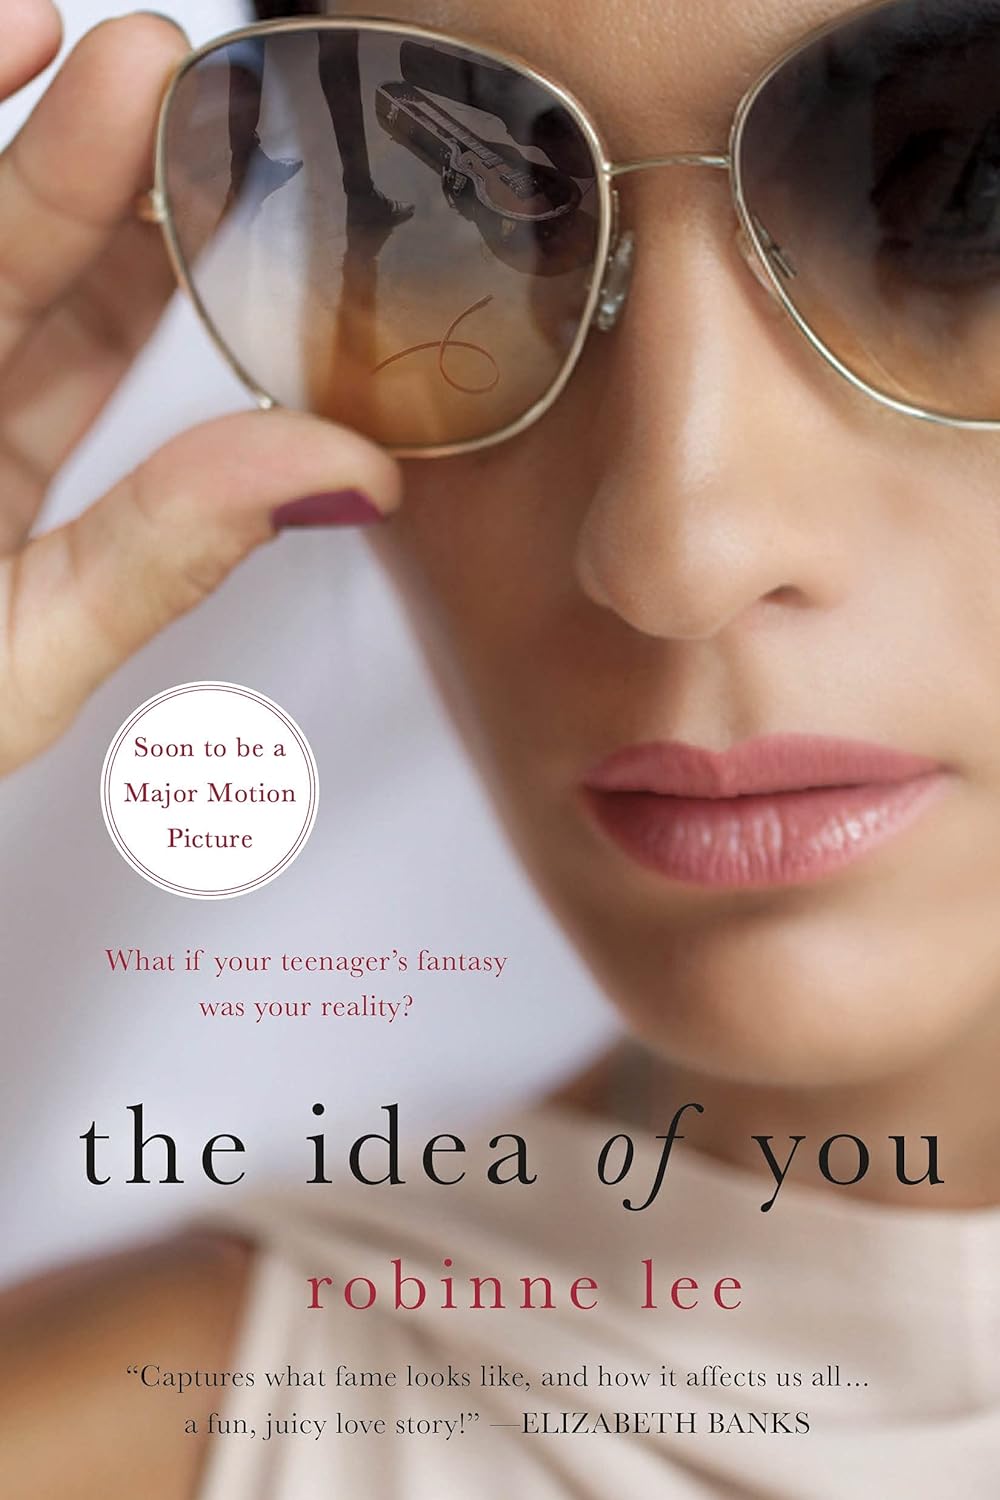 Soon to be a
Major Motion
Picture
What if your teenager's fantasy
was your reality?
the idea of you
robinne lee
“Captures what fame looks like, and how it affects us all...
a fun, juicy love story!” —ELIZABETH BANKS